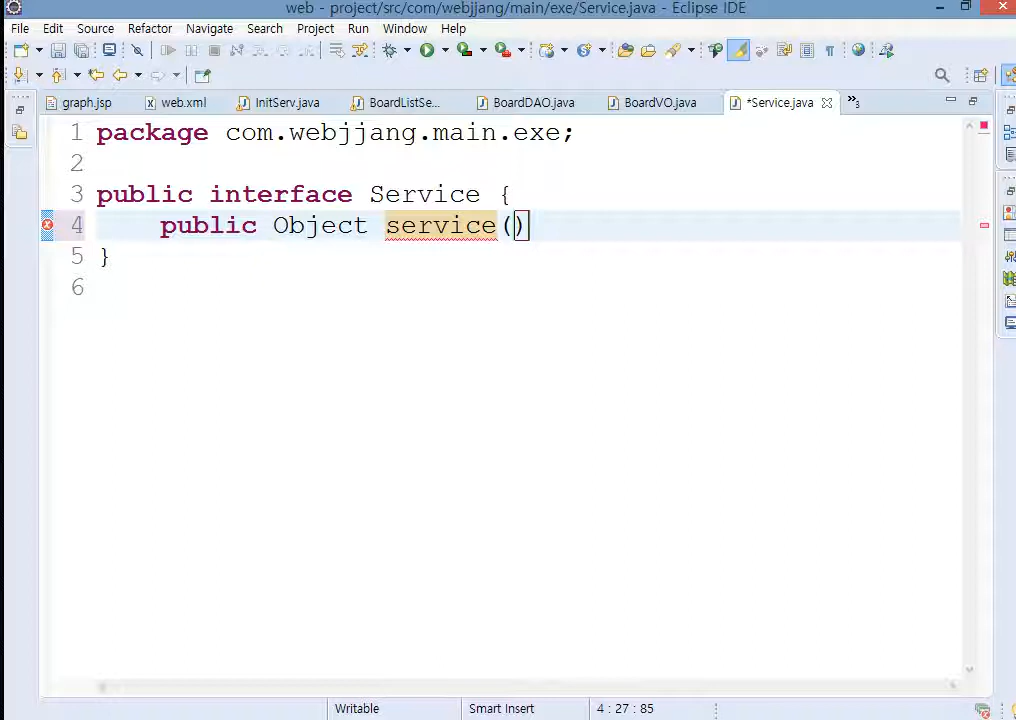 web - project/src/com/webjjang/main/exe/Service.java - Eclipse IDE
File Edit Source Refactor Navigate Search Project Run Window Help
graph.jsp web.xml InitServ.java BoardListSe... BoardDAO.java BoardVO.java *Service.java »3
1 package com.webjjang.main.exe;
2
3 public interface Service {
4 public Object service()
5 }
6
Writable Smart Insert 4 : 27 : 85